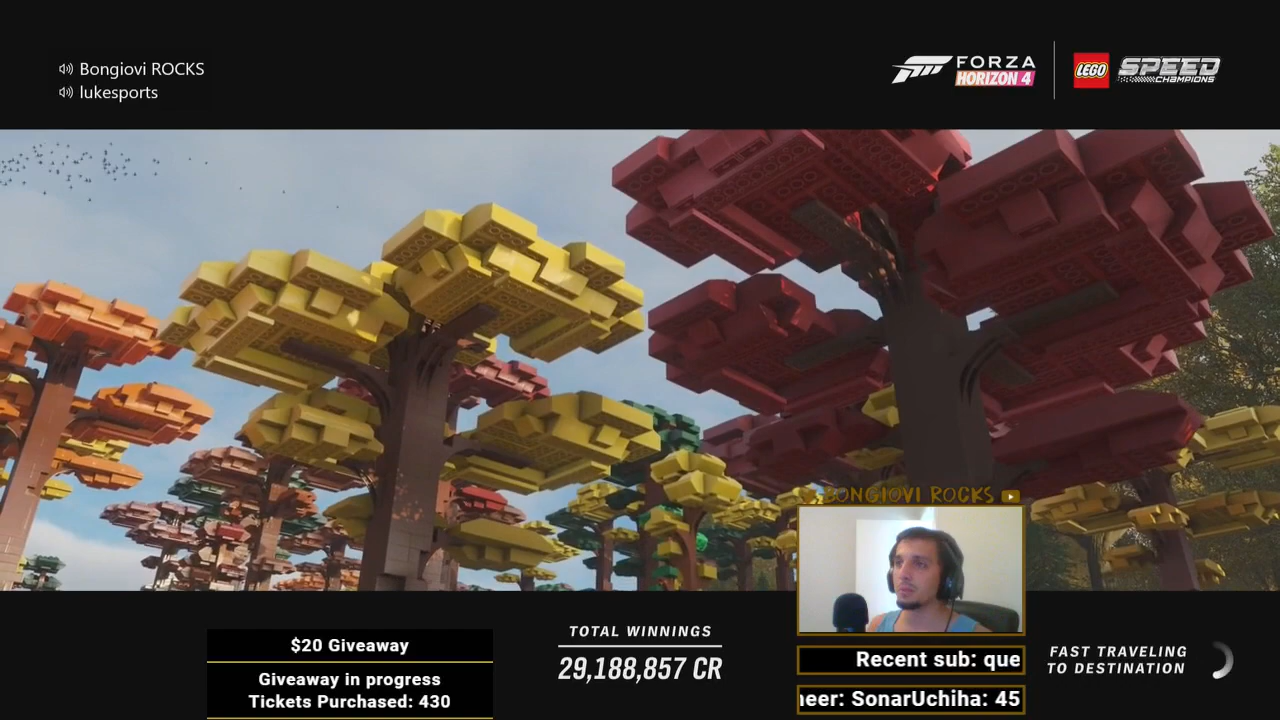 Bongiovi ROCKS
lukesports
FORZA
HORIZON 4
LEGO
SPEED
CHAMPIONS
BONGIOVI ROCKS
$20 Giveaway
Giveaway in progress
Tickets Purchased: 430
TOTAL WINNINGS
29,188,857 CR
Recent sub: que
heer: SonarUchiha: 45
FAST TRAVELING
TO DESTINATION